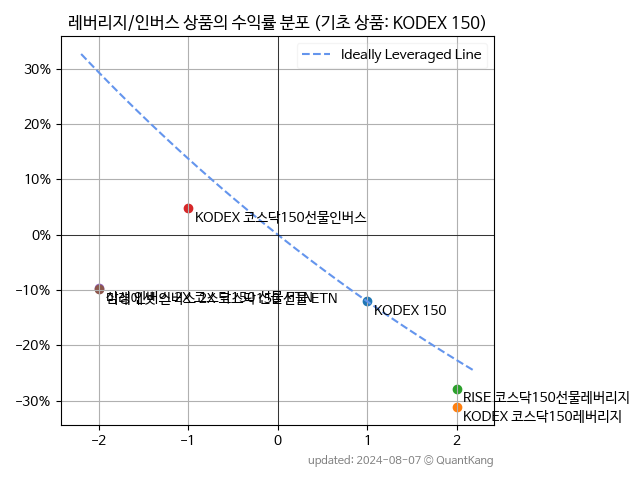 레버리지/인버스 상품의 수익률 분포 (기초 상품: KODEX 150)
Ideally Leveraged Line
30%
20%
10%
0%
−10%
−20%
−30%
KODEX 코스닥150선물인버스
KODEX 150
RISE 코스닥150선물레버리지
KODEX 코스닥150레버리지
−2
−1
0
1
2
updated: 2024-08-07 © QuantKang